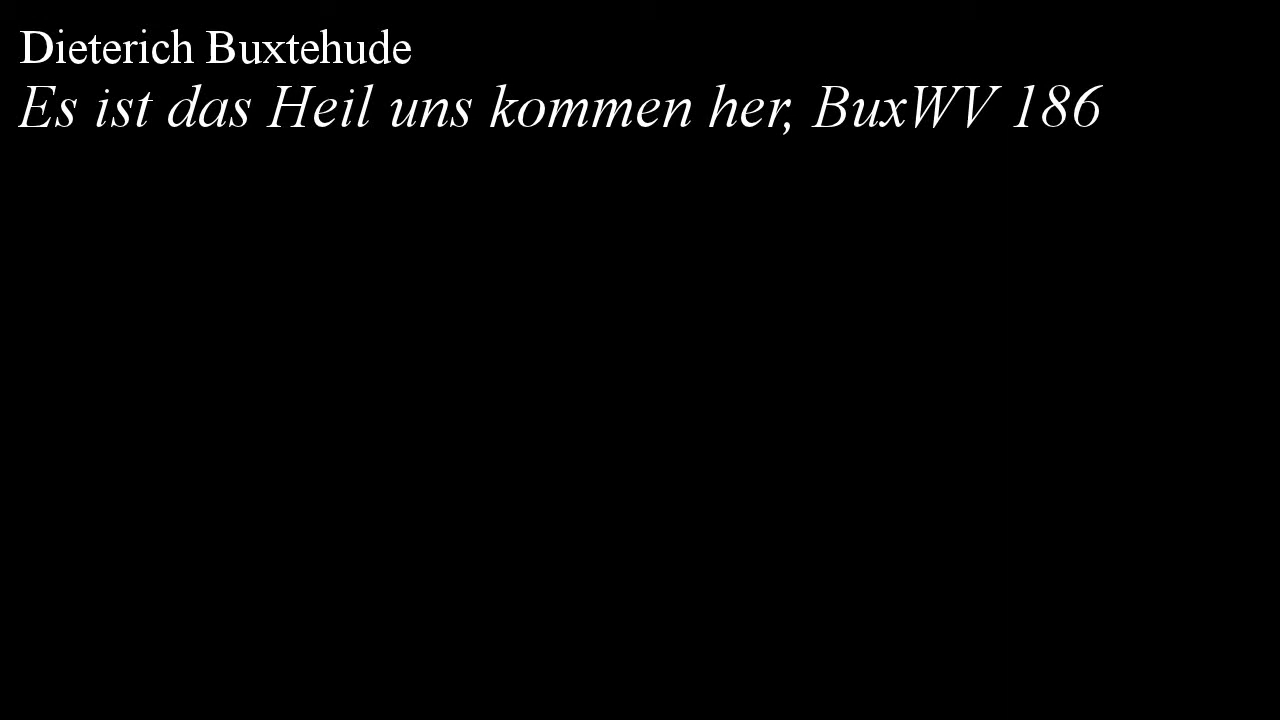 Dieterich Buxtehude
Es ist das Heil uns kommen her, BuxWV 186